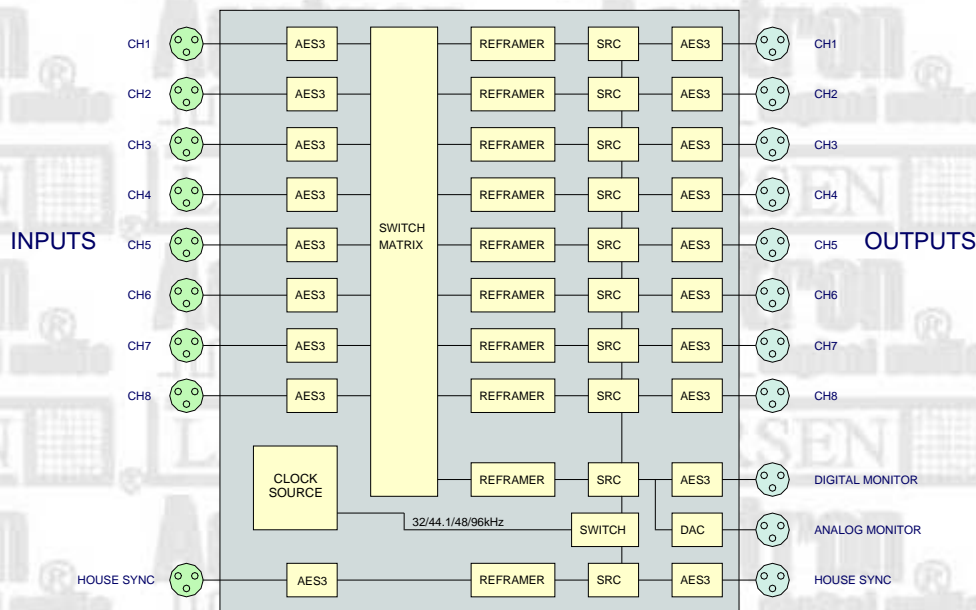 CH1 AES3 REFRAMER SRC AES3 CH1
CH2 AES3 REFRAMER SRC AES3 CH2
CH3 AES3 REFRAMER SRC AES3 CH3
CH4 AES3 REFRAMER SRC AES3 CH4
SWITCH
MATRIX
INPUTS CH5 AES3 REFRAMER SRC AES3 CH5 OUTPUTS
CH6 AES3 REFRAMER SRC AES3 CH6
CH7 AES3 REFRAMER SRC AES3 CH7
CH8 AES3 REFRAMER SRC AES3 CH8
CLOCK
SOURCE
REFRAMER SRC AES3 DIGITAL MONITOR
32/44.1/48/96kHz SWITCH DAC ANALOG MONITOR
HOUSE SYNC AES3 REFRAMER SRC AES3 HOUSE SYNC